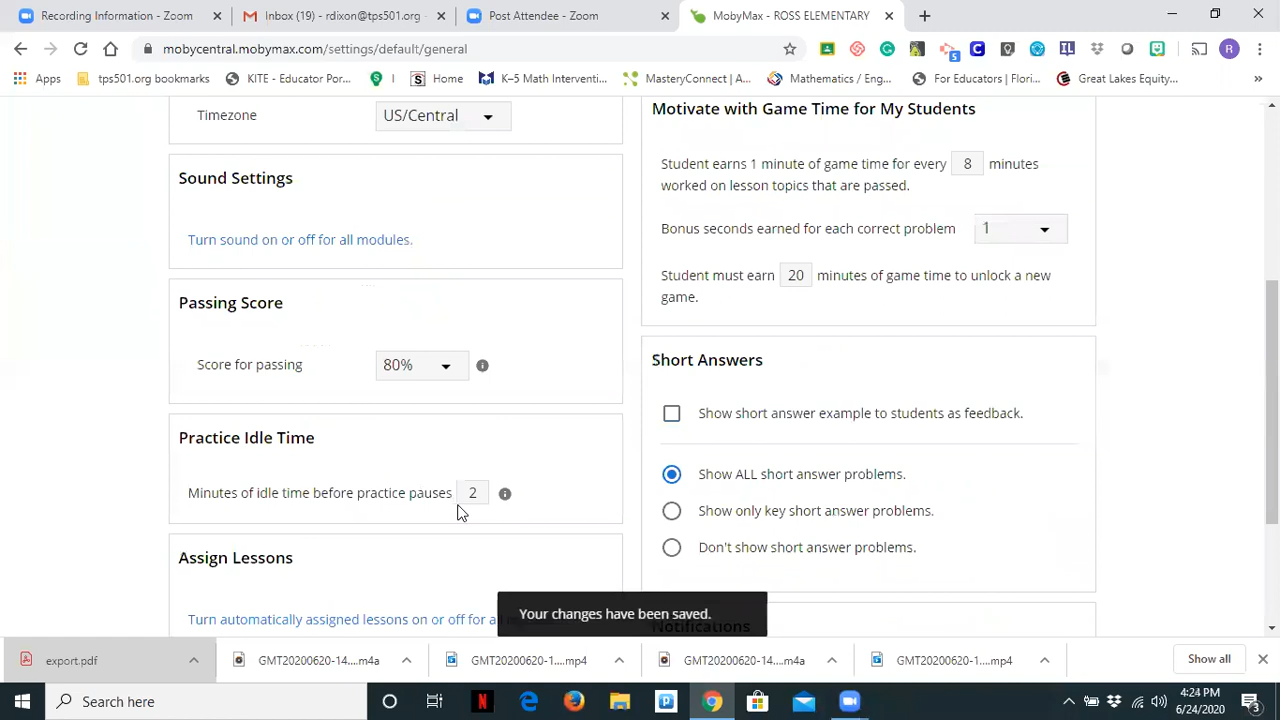 Recording Information - Zoom
Inbox (19) - rdixon@tps501.org
Post Attendee - Zoom
MobyMax - ROSS ELEMENTARY
mobycentral.mobymax.com/settings/default/general
R
Apps
tps501.org bookmarks
KITE - Educator Por...
I
Home
K–5 Math Interventi...
MasteryConnect | A...
Mathematics / Eng...
For Educators | Flori...
Great Lakes Equity...
Timezone
US/Central
Sound Settings
Turn sound on or off for all modules.
Passing Score
Score for passing
80%
Practice Idle Time
Minutes of idle time before practice pauses 2
Assign Lessons
Turn automatically assigned lessons on or off for
Motivate with Game Time for My Students
Student earns 1 minute of game time for every 8 minutes
worked on lesson topics that are passed.
Bonus seconds earned for each correct problem 1
Student must earn 20 minutes of game time to unlock a new
game.
Short Answers
Show short answer example to students as feedback.
Show ALL short answer problems.
Show only key short answer problems.
Don't show short answer problems.
Notifications
Your changes have been saved.
export.pdf
GMT20200620-14....m4a
GMT20200620-1....mp4
GMT20200620-14....m4a
GMT20200620-1....mp4
Show all
Search here
4:24 PM
6/24/2020
3